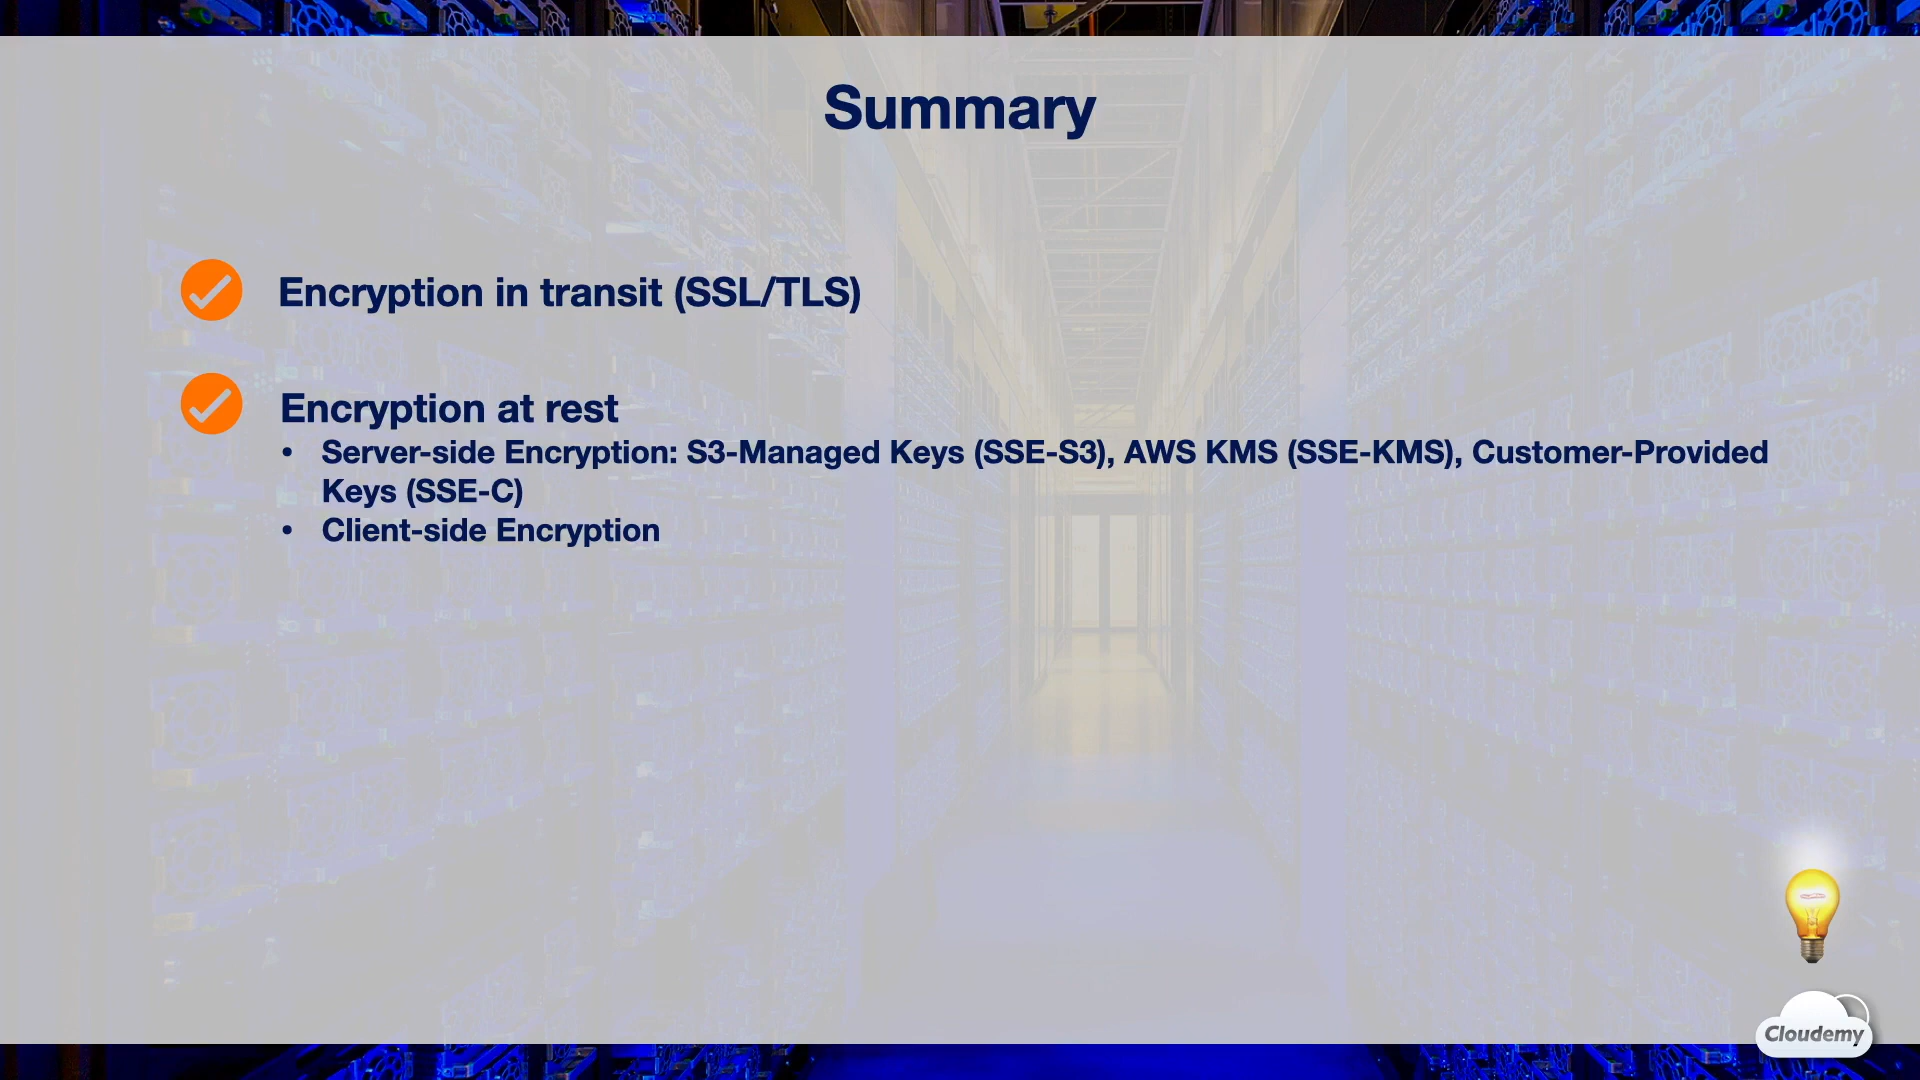 Summary
Encryption in transit (SSL/TLS)
Encryption at rest
• Server-side Encryption: S3-Managed Keys (SSE-S3), AWS KMS (SSE-KMS), Customer-Provided
Keys (SSE-C)
• Client-side Encryption
Cloudemy